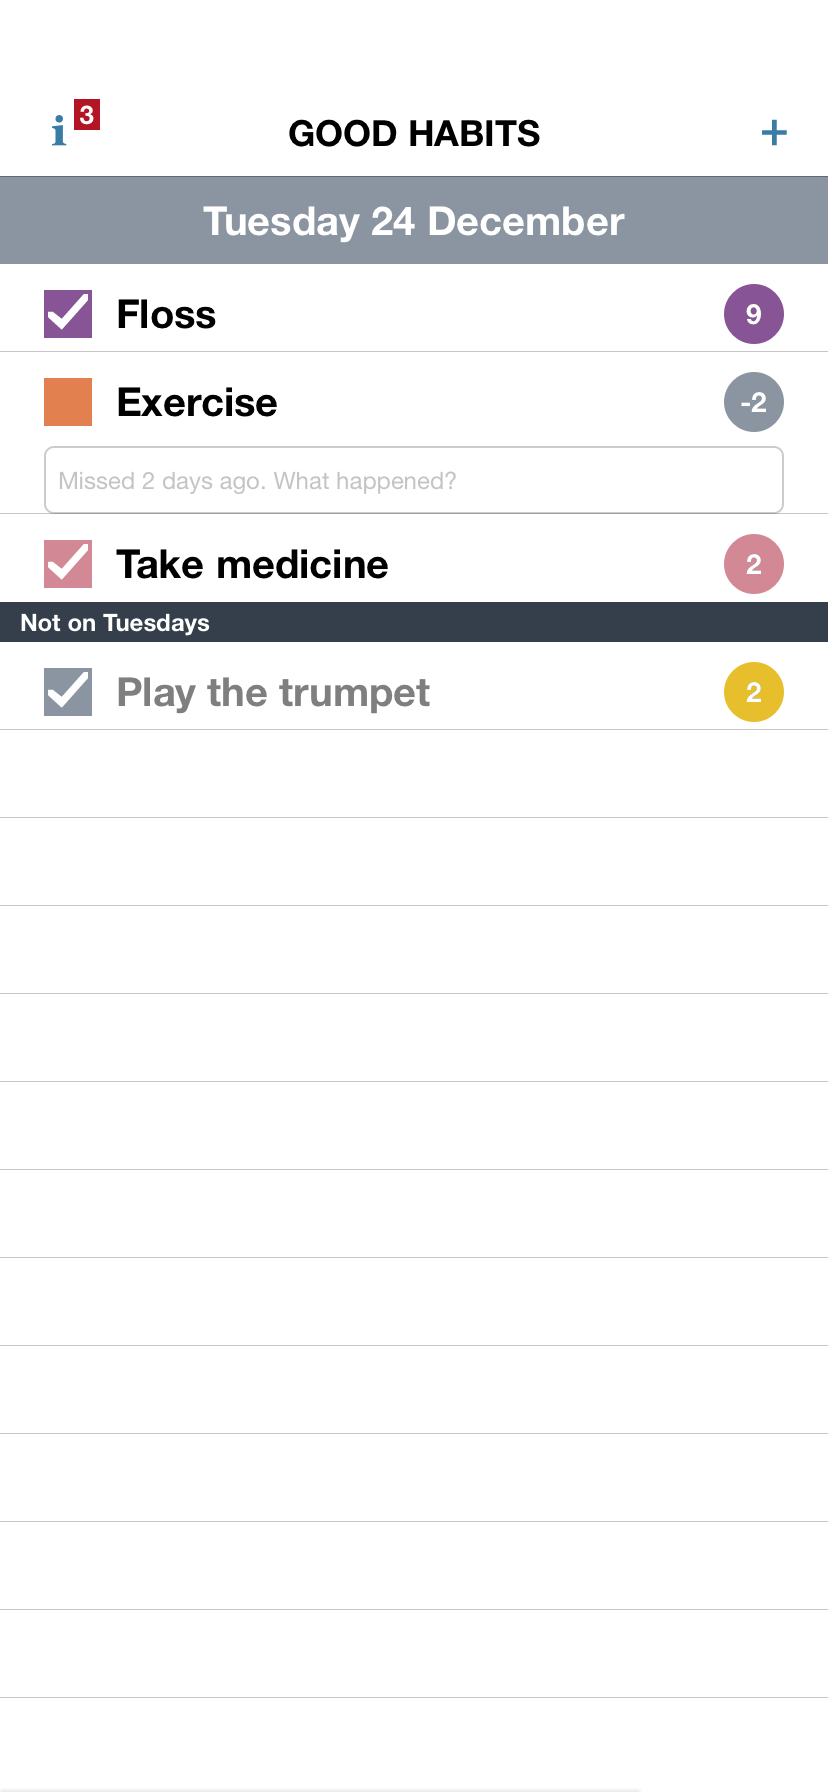 i 3
GOOD HABITS
+
Tuesday 24 December
Floss 9
Exercise -2
Missed 2 days ago. What happened?
Take medicine 2
Not on Tuesdays
Play the trumpet 2